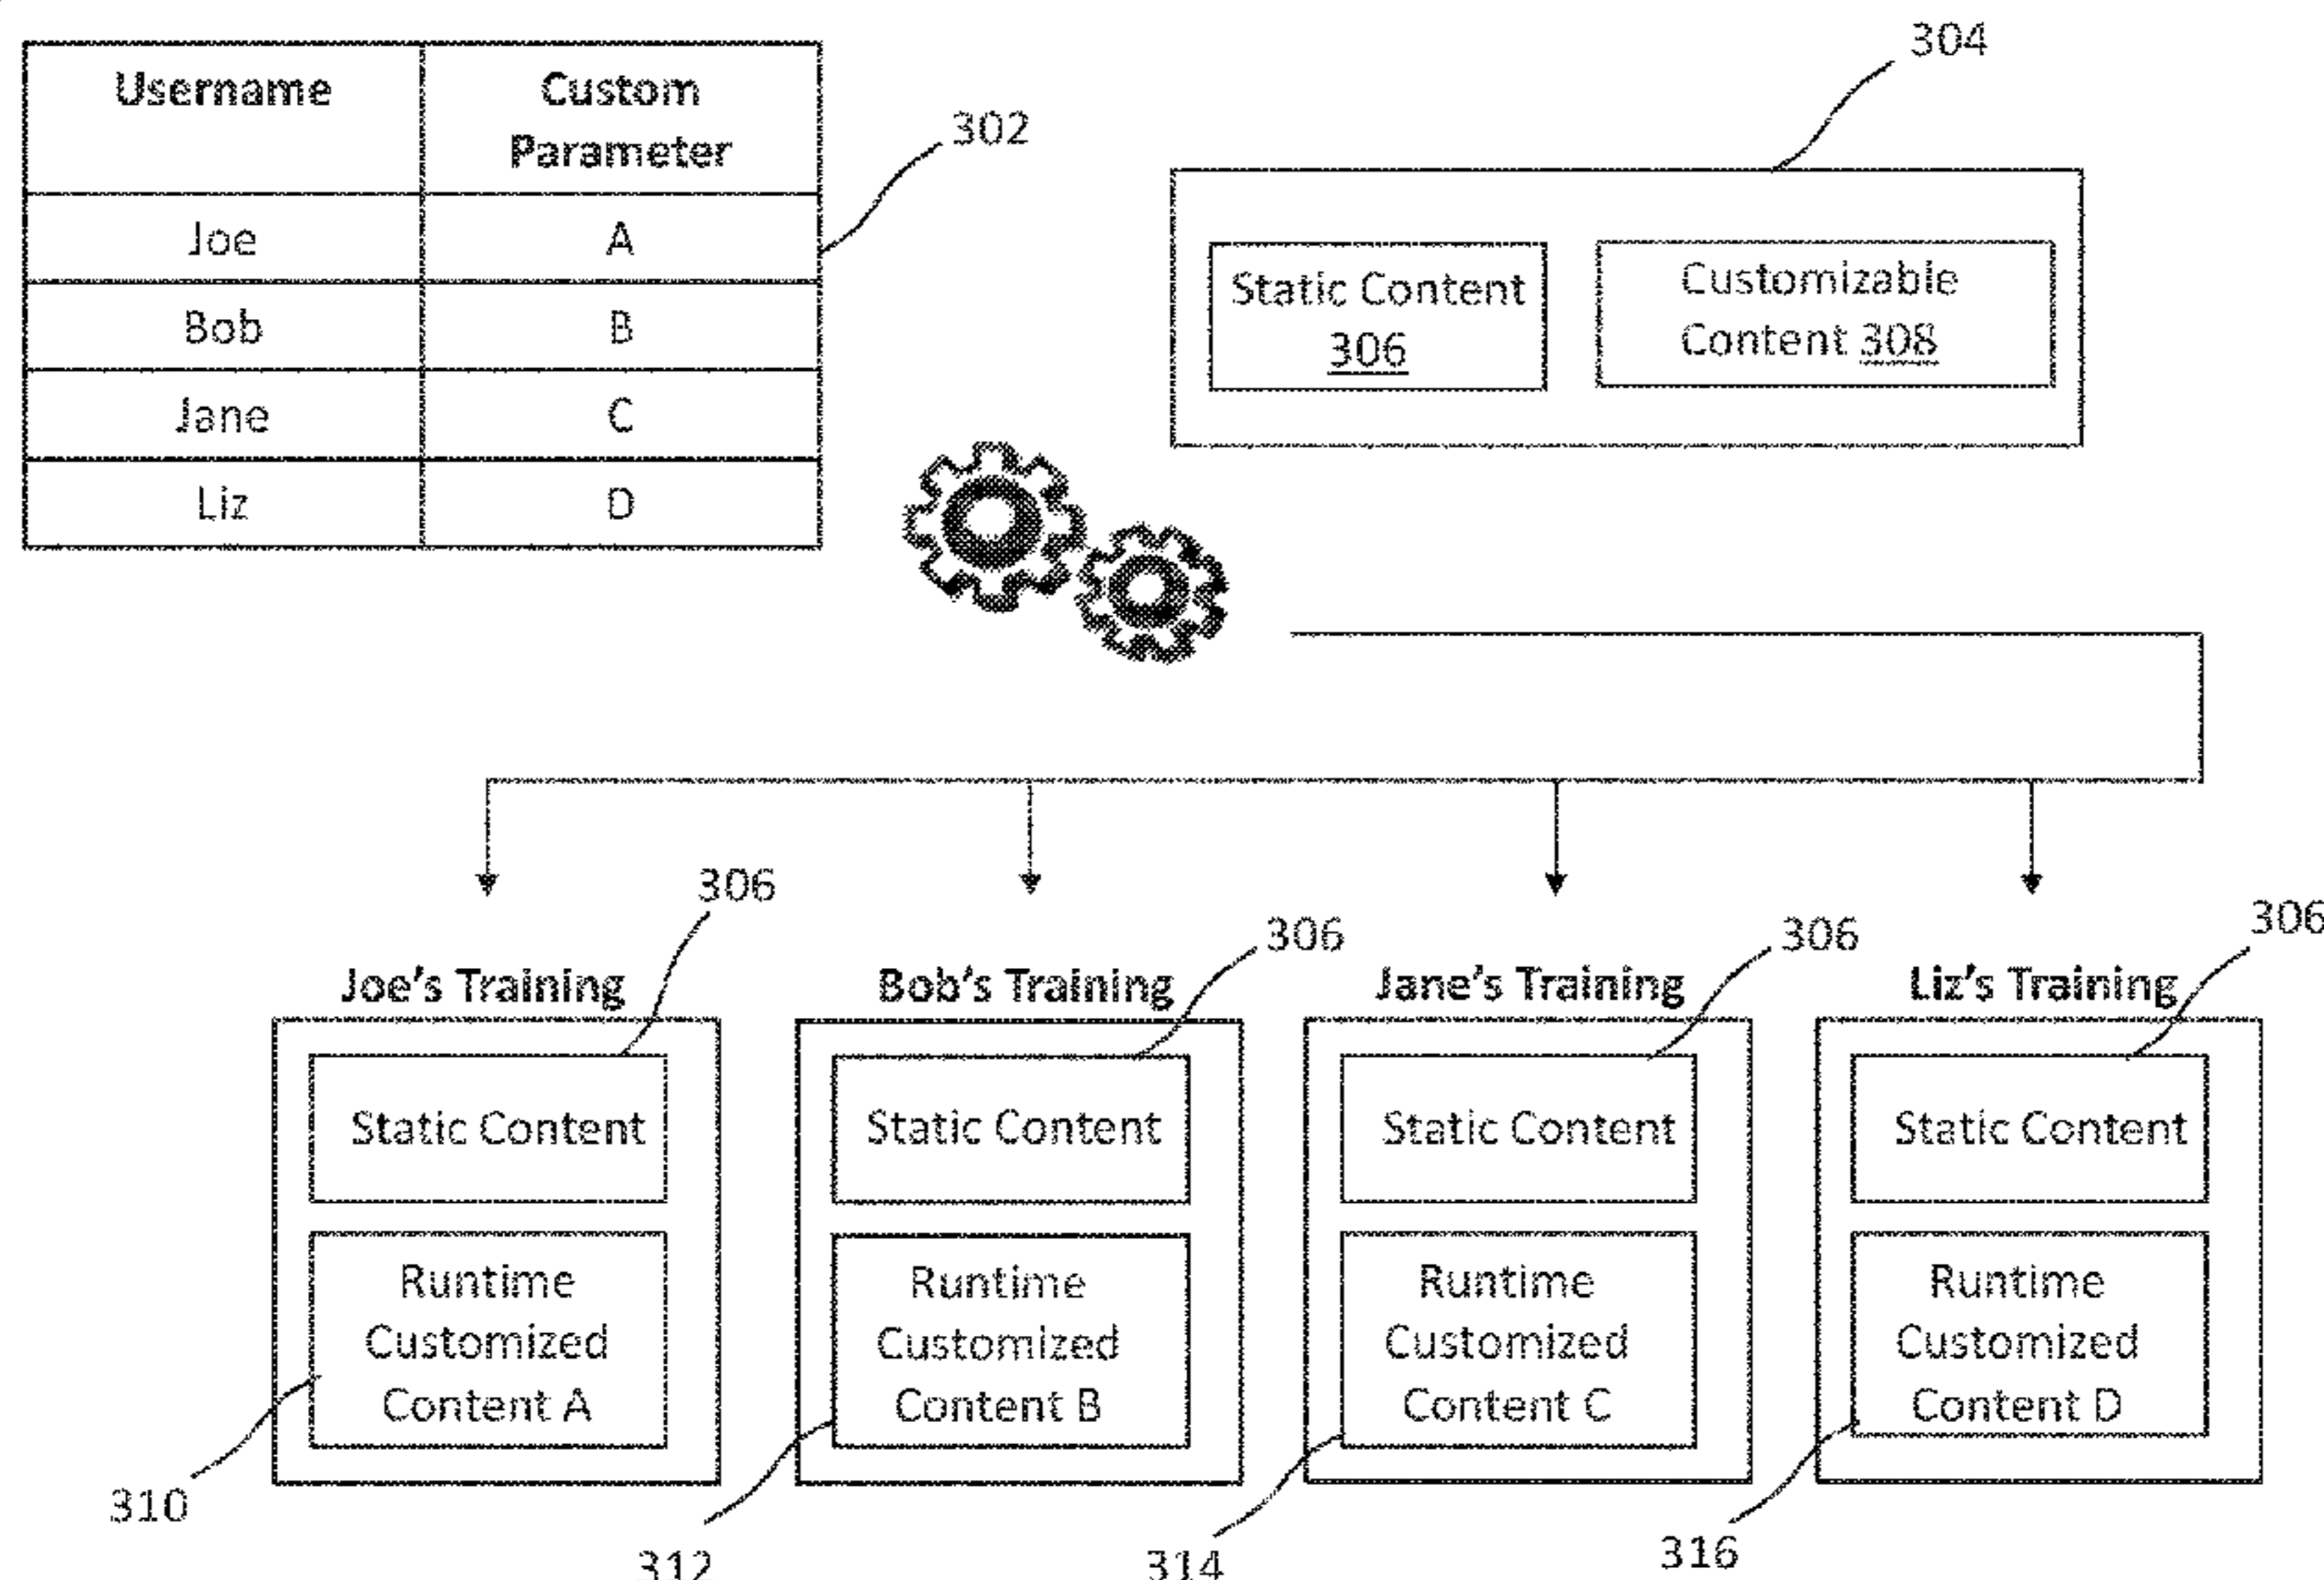 304
Username
Custom
Parameter
302
Joe
A
Bob
B
Jane
C
Liz
D
Static Content
306
Customizable
Content 308
306
306
306
306
Joe's Training
Bob's Training
Jane's Training
Liz's Training
Static Content
Static Content
Static Content
Static Content
Runtime
Customized
Content A
Runtime
Customized
Content B
Runtime
Customized
Content C
Runtime
Customized
Content D
310
312
314
316